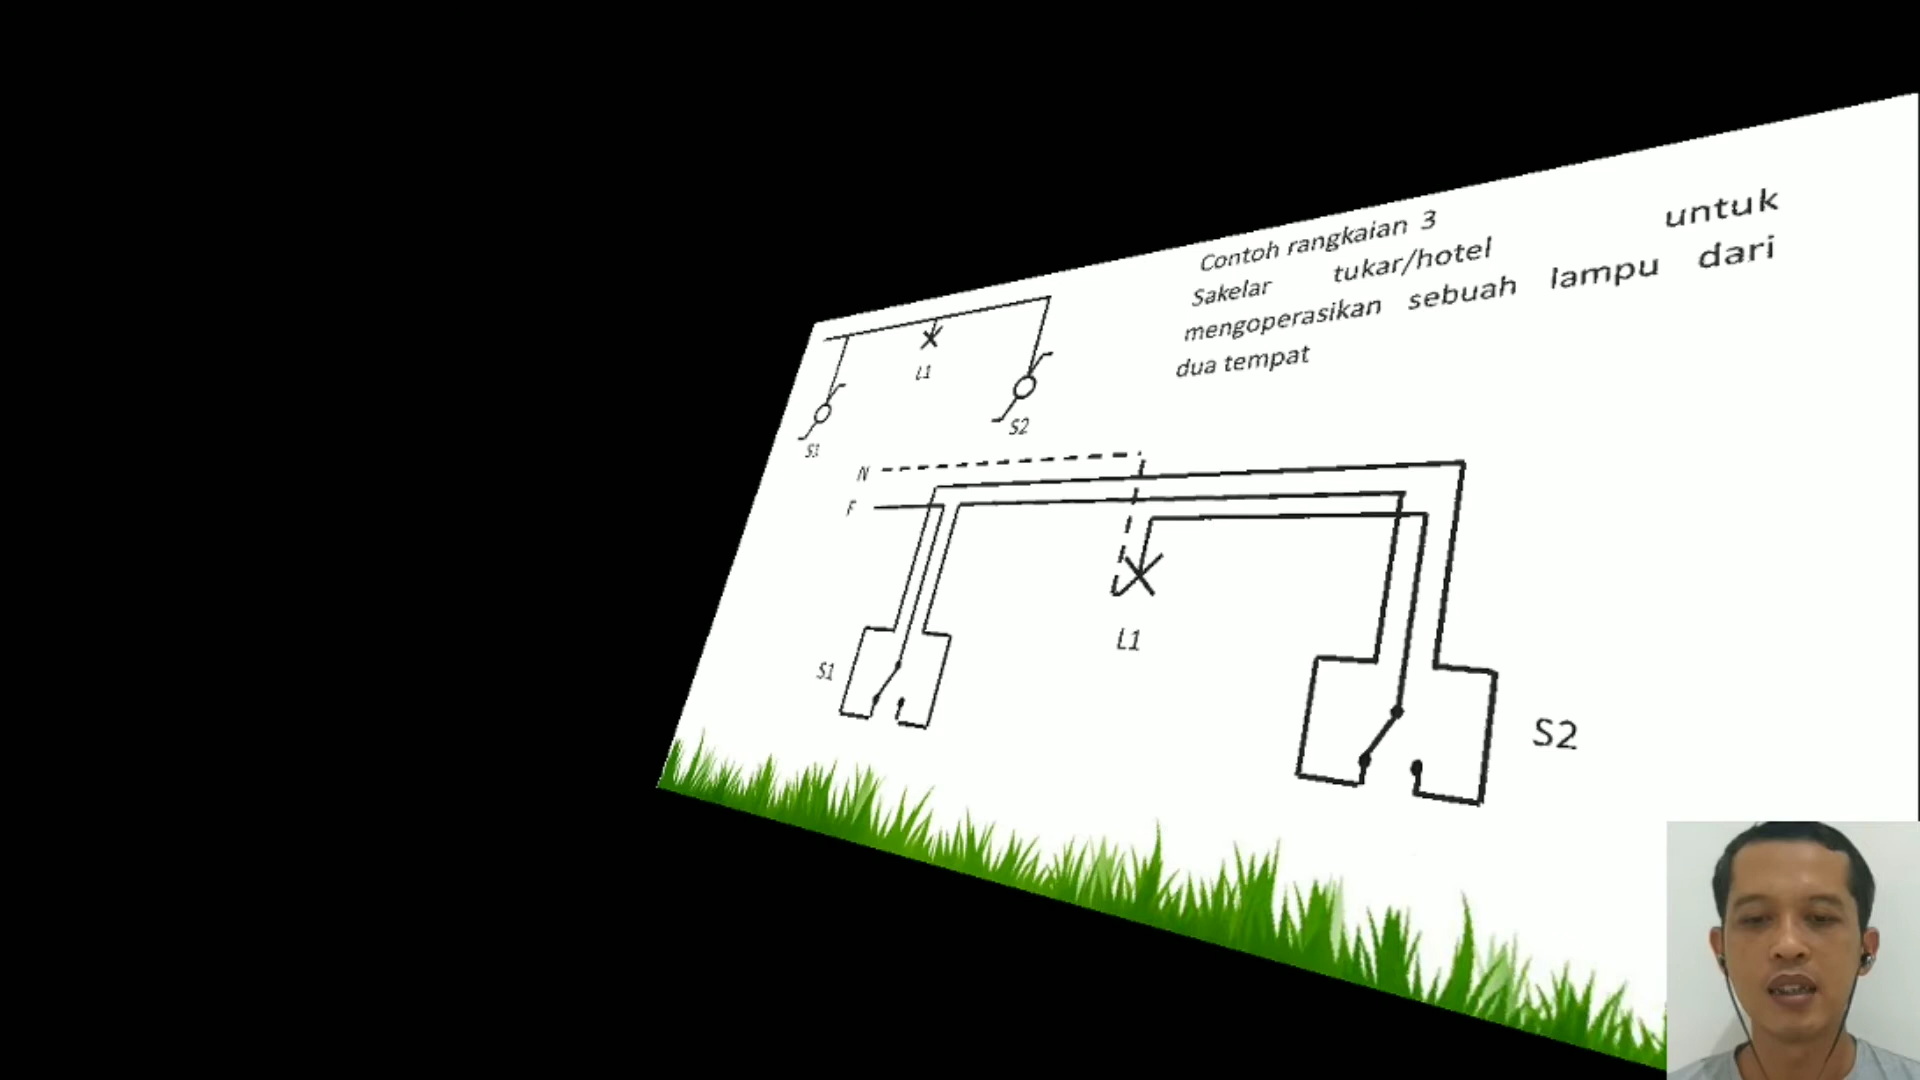 Contoh rangkaian 3
Sakelar tukar/hotel untuk
mengoperasikan sebuah lampu dari
dua tempat
L1
S1
S2
N
F
L1
S1
S2